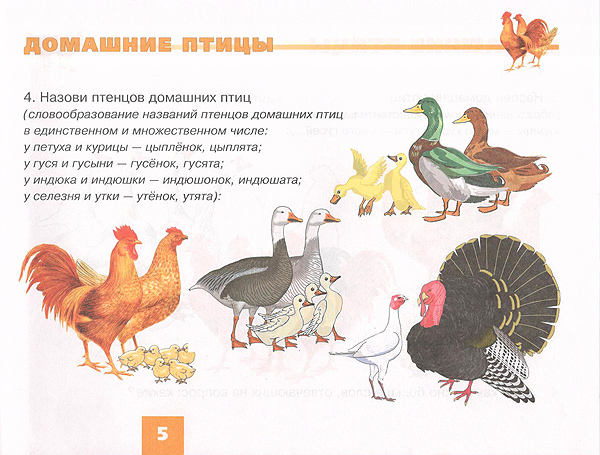 ДОМАШНИЕ ПТИЦЫ
4. Назови птенцов домашних птиц
(словообразование названий птенцов домашних птиц
в единственном и множественном числе:
у петуха и курицы — цыплёнок, цыплята;
у гуся и гусыни — гусёнок, гусята;
у индюка и индюшки — индюшонок, индюшата;
у селезня и утки — утёнок, утята):
5